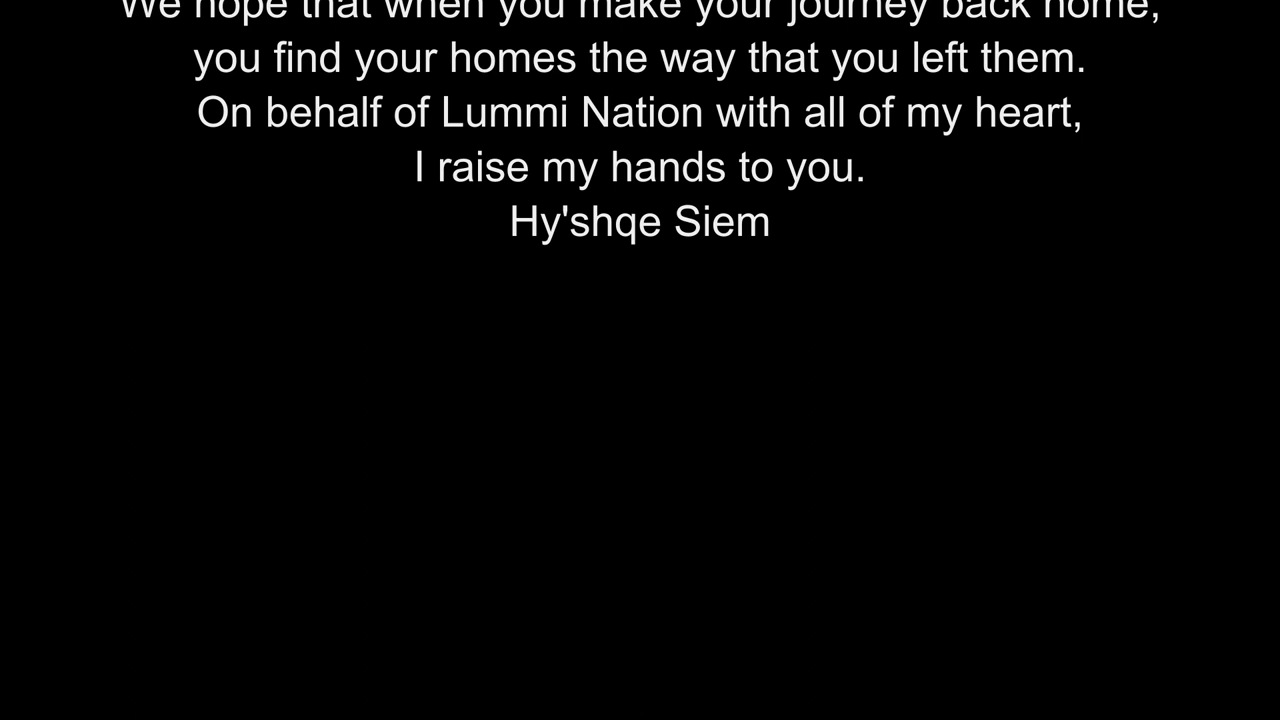 We hope that when you make your journey back home,
you find your homes the way that you left them.
On behalf of Lummi Nation with all of my heart,
I raise my hands to you.
Hy'shqe Siem